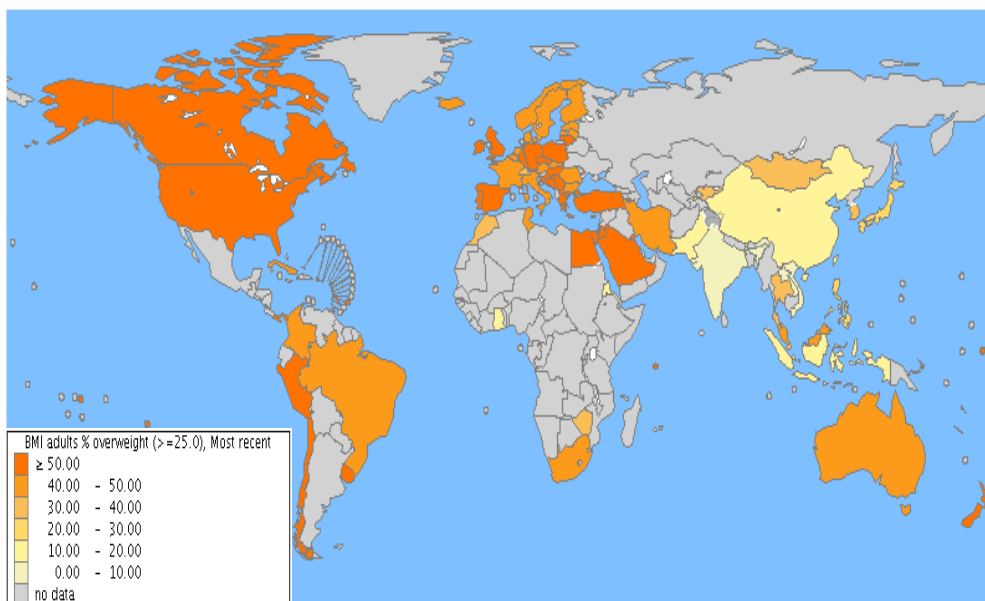 BMI adults % overweight (>=25.0), Most recent
≥ 50.00
40.00 - 50.00
30.00 - 40.00
20.00 - 30.00
10.00 - 20.00
0.00 - 10.00
no data